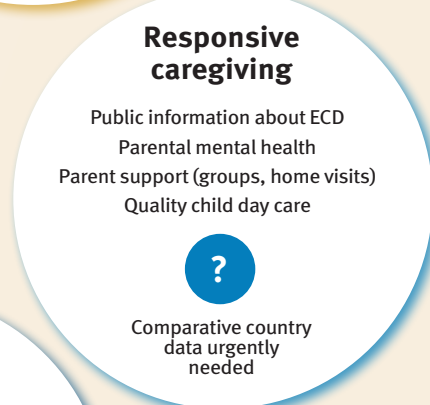 Responsive
caregiving
Public information about ECD
Parental mental health
Parent support (groups, home visits)
Quality child day care
?
Comparative country
data urgently
needed